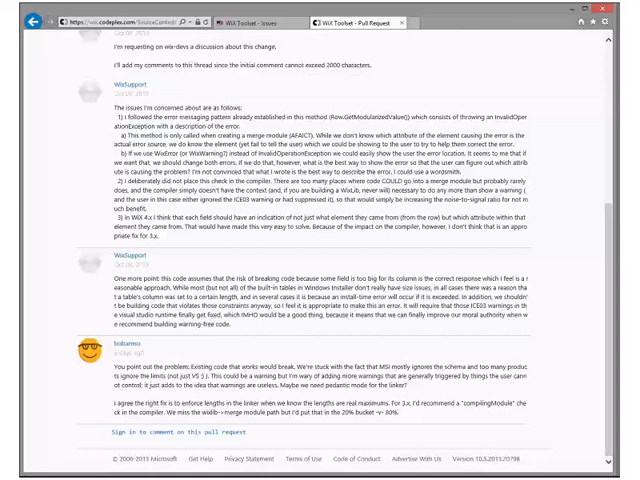 https://wix.codeplex.com/SourceControl/
WiX Toolset - Issues
WiX Toolset - Pull Request
Oct 08, 2013
I'm requesting on wix-devs a discussion about this change.
I'll add my comments to this thread since the initial comment cannot exceed 2000 characters.
WixSupport
Oct 08, 2013
The issues I'm concerned about are as follows:
1) I followed the error messaging pattern already established in this method (Row.GetModularizedValue()) which consists of throwing an InvalidOper
ationException with a description of the error.
a) This method is only called when creating a merge module (AFAICT). While we don't know which attribute of the element causing the error is the
actual error source, we do know the element (yet fail to tell the user) which we could be showing to the user to try to help them correct the error.
b) If we use WixError (or WixWarning?) instead of InvalidOperationException we could easily show the user the error location. It seems to me that if
we want that, we should change both errors. If we do that, however, what is the best way to show the error so that the user can figure out which attrib
ute is causing the problem? I'm not convinced that what I wrote is the best way to describe the error. I could use a wordsmith.
2) I deliberately did not place this check in the compiler. There are too many places where code COULD go into a merge module but probably rarely
does, and the compiler simply doesn't have the context (and, if you are building a WixLib, never will) necessary to do any more than show a warning (
and the user in this case either ignored the ICE03 warning or had suppressed it), so that would simply be increasing the noise-to-signal ratio for not m
uch benefit.
3) in WiX 4.x I think that each field should have an indication of not just what element they came from (from the row) but which attribute within that
element they came from. That would have made this very easy to solve. Because of the impact on the compiler, however, I don't think that is an appro
priate fix for 3.x.
WixSupport
Oct 08, 2013
One more point: this code assumes that the risk of breaking code because some field is too big for its column is the correct response which I feel is a r
easonable approach. While most (but not all) of the built-in tables in Windows Installer don't really have size issues, in all cases there was a reason tha
t a table's column was set to a certain length, and in several cases it is because an install-time error will occur if it is exceeded. In addition, we shouldn'
t be building code that violates those constraints anyway, so I feel it is appropriate to make this an error. It will require that those ICE03 warnings in th
e visual studio runtime finally get fixed, which IMHO would be a good thing, because it means that we can finally improve our moral authority when w
e recommend building warning-free code.
bobarnso
2 days ago
You point out the problem: Existing code that works would break. We're stuck with the fact that MSI mostly ignores the schema and too many produc
ts ignore the limits (not just VS :) ). This could be a warning but I'm wary of adding more warnings that are generally triggered by things the user cann
ot control; it just adds to the idea that warnings are useless. Maybe we need pedantic mode for the linker?
I agree the right fix is to enforce lengths in the linker when we know the lengths are real maximums. For 3.x, I'd recommend a "compilingModule" che
ck in the compiler. We miss the wixlib->merge module path but I'd put that in the 20% bucket -v- 80%.
Sign in to comment on this pull request
© 2006-2013 Microsoft Get Help Privacy Statement Terms of Use Code of Conduct Advertise With Us Version 10.3.2013.20798